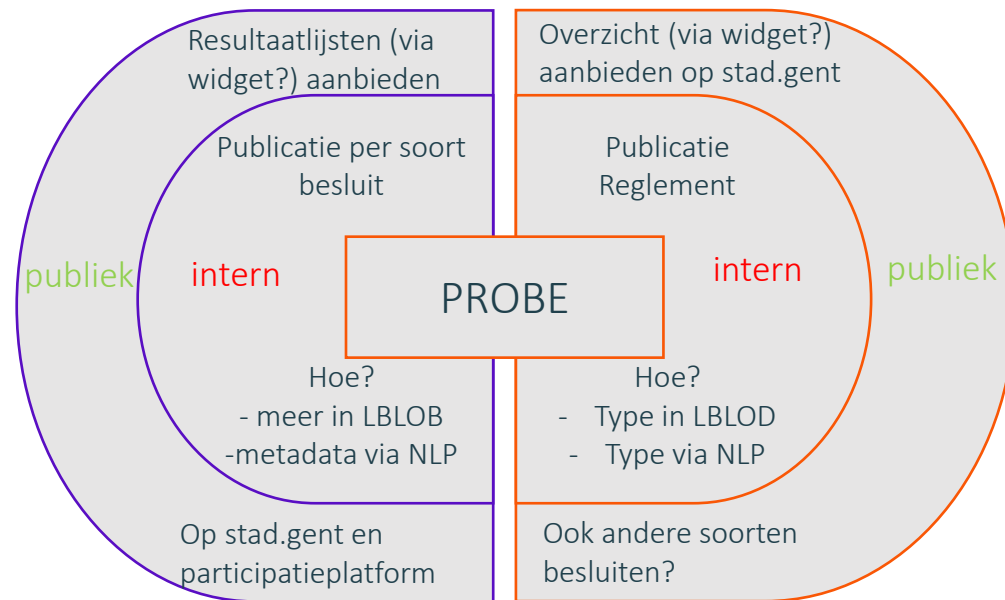 Resultaatlijsten (via
widget?) aanbieden
Publicatie per soort
besluit
publiek
intern
Hoe?
- meer in LBLOB
-metadata via NLP
Op stad.gent en
participatieplatform
PROBE
Overzicht (via widget?)
aanbieden op stad.gent
Publicatie
Reglement
intern
publiek
Hoe?
- Type in LBLOD
- Type via NLP
Ook andere soorten
besluiten?